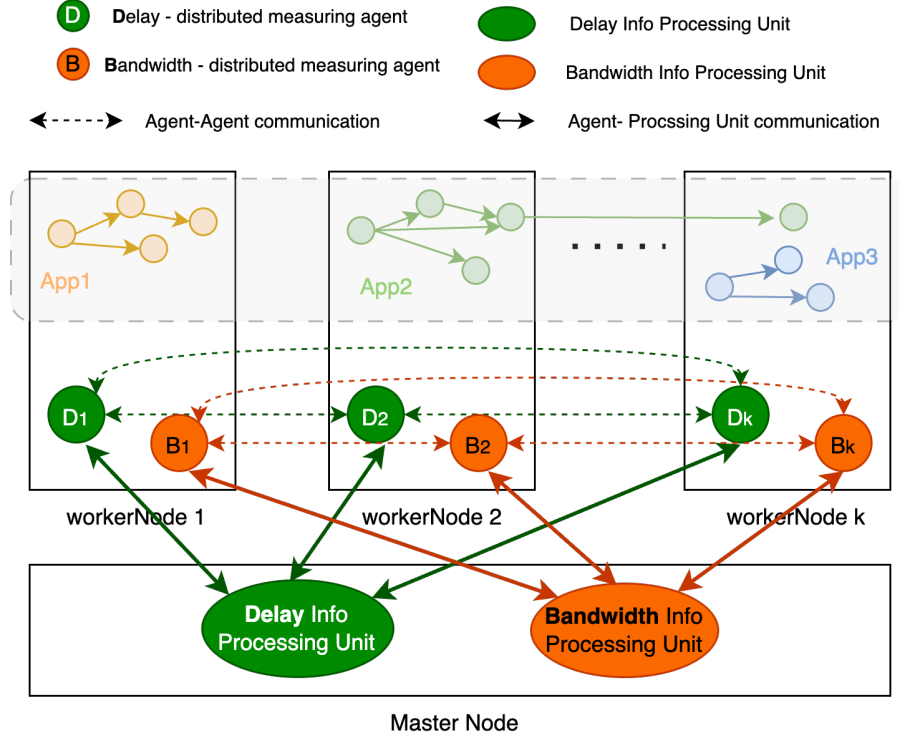 D Delay - distributed measuring agent
Delay Info Processing Unit
B Bandwidth - distributed measuring agent
Bandwidth Info Processing Unit
Agent-Agent communication
Agent- Procssing Unit communication
App1
App2
App3
D1
B1
D2
B2
Dk
Bk
workerNode 1
workerNode 2
workerNode k
Delay Info
Processing Unit
Bandwidth Info
Processing Unit
Master Node